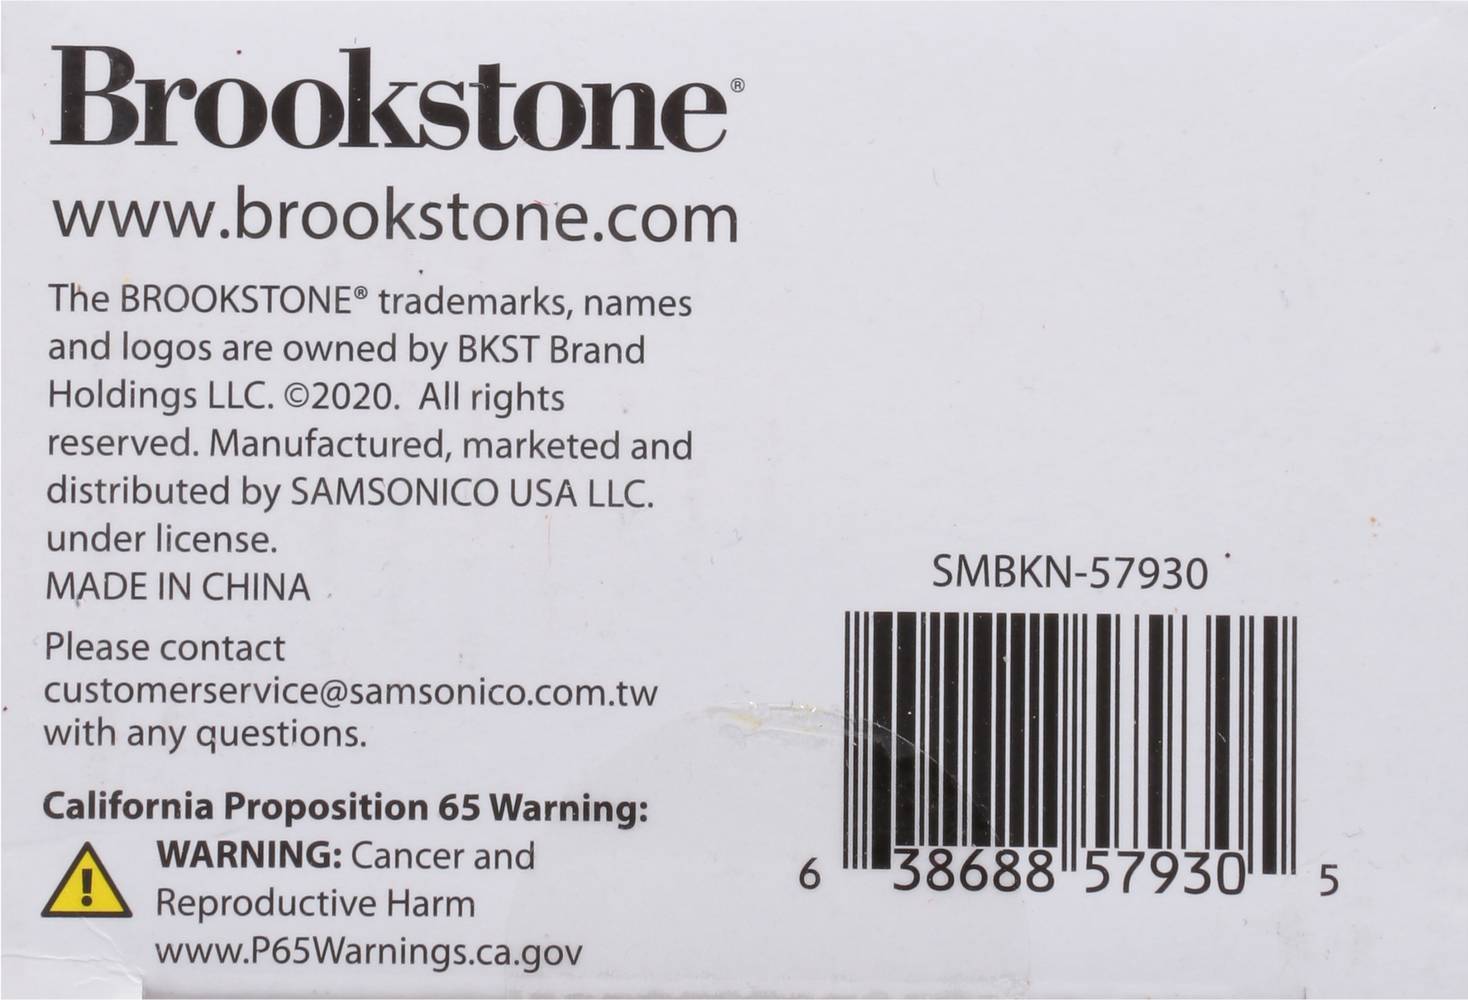 Brookstone®
www.brookstone.com
The BROOKSTONE® trademarks, names
and logos are owned by BKST Brand
Holdings LLC. ©2020. All rights
reserved. Manufactured, marketed and
distributed by SAMSONICO USA LLC.
under license.
MADE IN CHINA
Please contact
customerservice@samsonico.com.tw
with any questions.
California Proposition 65 Warning:
WARNING: Cancer and
Reproductive Harm
www.P65Warnings.ca.gov
SMBKN-57930
6 38688 57930 5